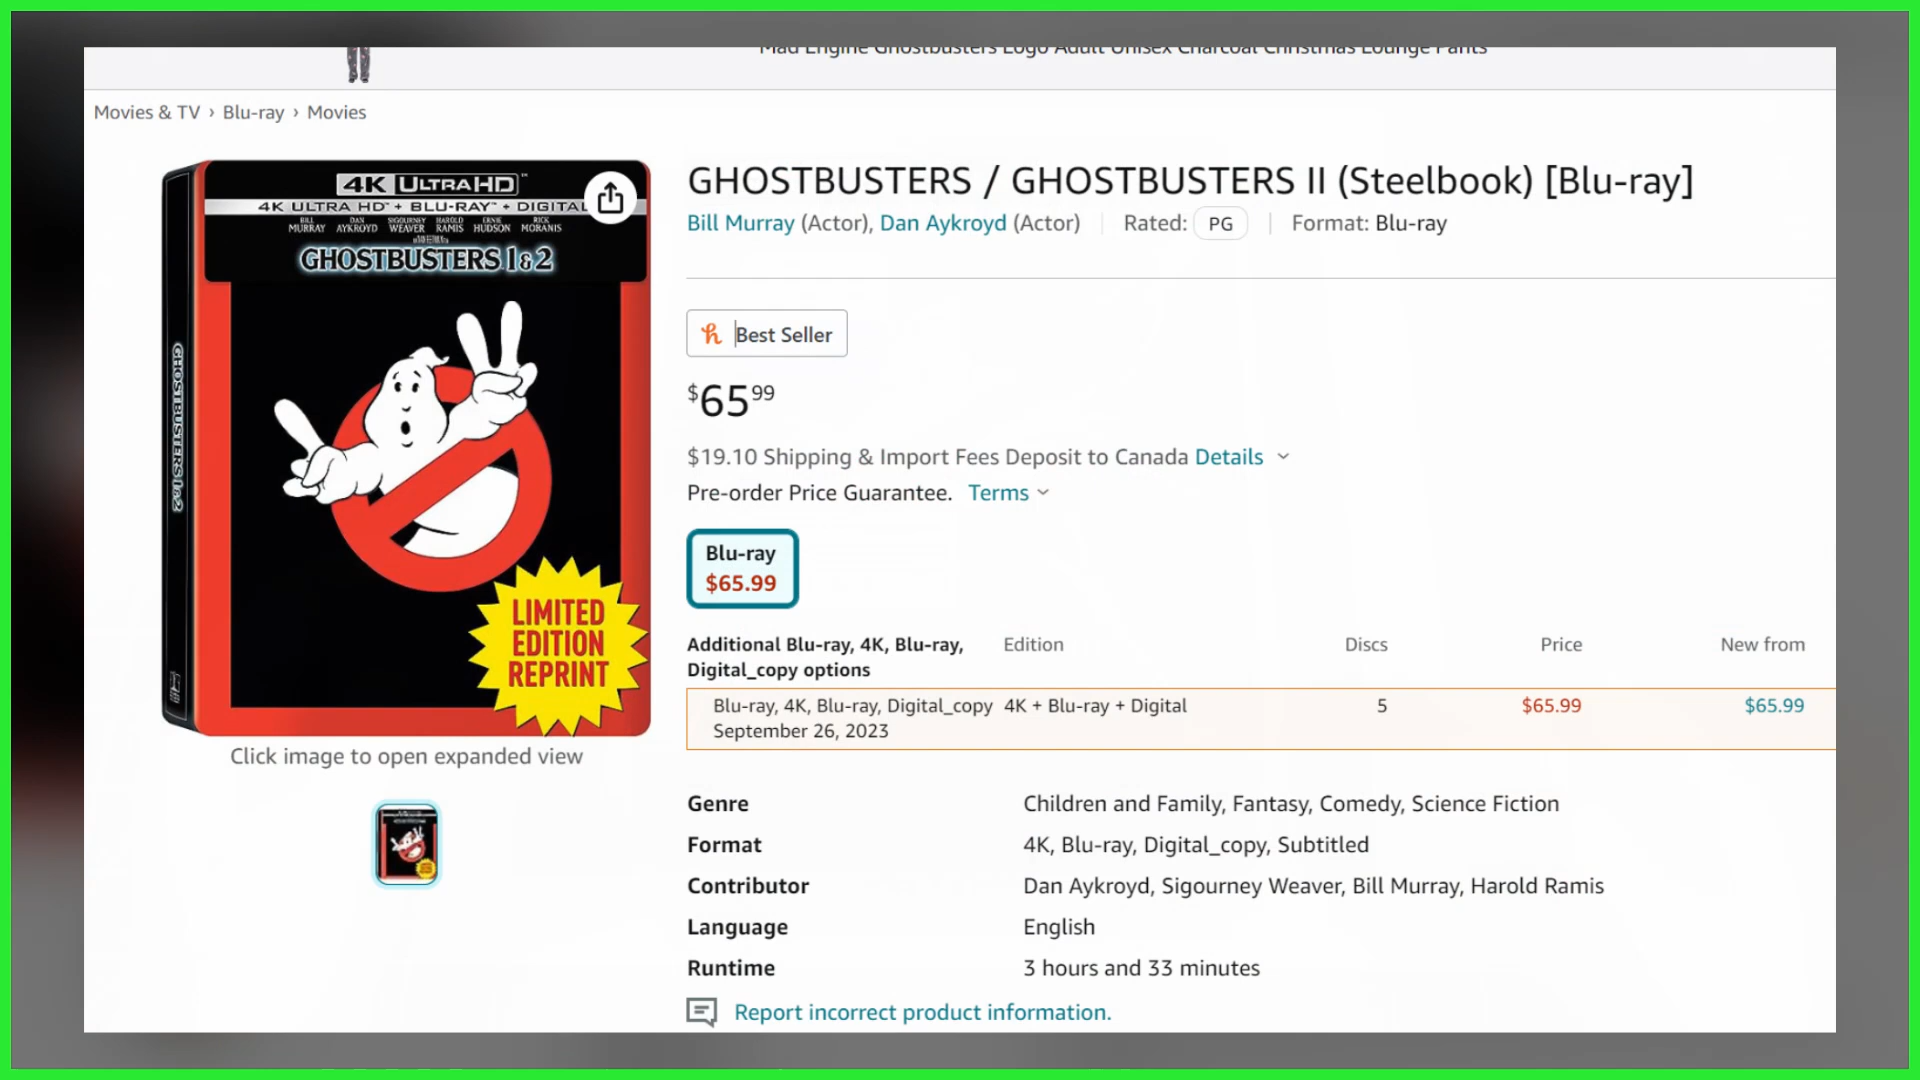 Mad Engine Ghostbusters Logo Adult Unisex Charcoal Christmas Lounge Pants
Movies & TV › Blu-ray › Movies
4K ULTRA HD™
4K ULTRA HD™ + BLU-RAY™ + DIGITAL
BILL MURRAY DAN AYKROYD SIGOURNEY WEAVER HAROLD RAMIS ERNIE HUDSON RICK MORANIS
GHOSTBUSTERS 1&2
GHOSTBUSTERS 1&2
LIMITED
EDITION
REPRINT
Click image to open expanded view
GHOSTBUSTERS / GHOSTBUSTERS II (Steelbook) [Blu-ray]
Bill Murray (Actor), Dan Aykroyd (Actor) | Rated: PG | Format: Blu-ray
Best Seller
$65.99
$19.10 Shipping & Import Fees Deposit to Canada Details
Pre-order Price Guarantee. Terms
Blu-ray
$65.99
Additional Blu-ray, 4K, Blu-ray, Edition Discs Price New from
Digital_copy options
Blu-ray, 4K, Blu-ray, Digital_copy 4K + Blu-ray + Digital 5 $65.99 $65.99
September 26, 2023
Genre Children and Family, Fantasy, Comedy, Science Fiction
Format 4K, Blu-ray, Digital_copy, Subtitled
Contributor Dan Aykroyd, Sigourney Weaver, Bill Murray, Harold Ramis
Language English
Runtime 3 hours and 33 minutes
Report incorrect product information.